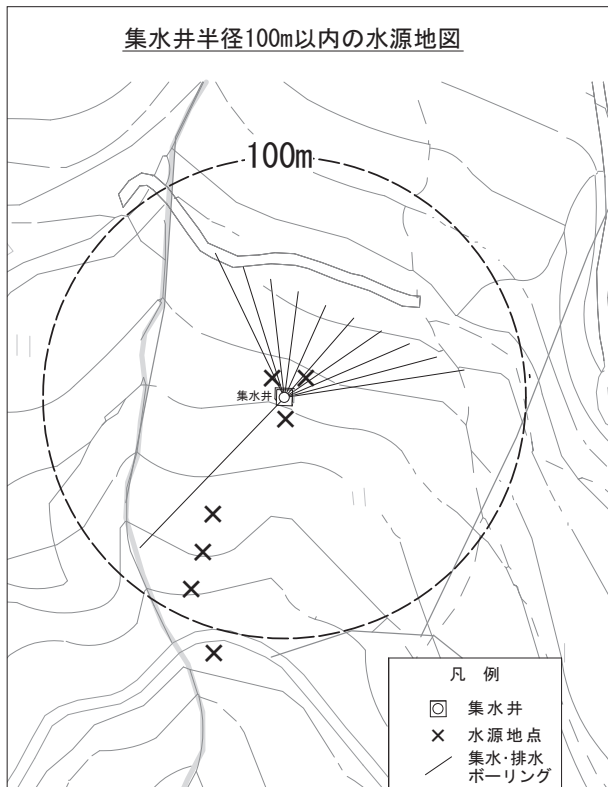 集水井半径100m以内の水源地図
100m
集水井
凡例
集水井
水源地点
集水・排水
ボーリング